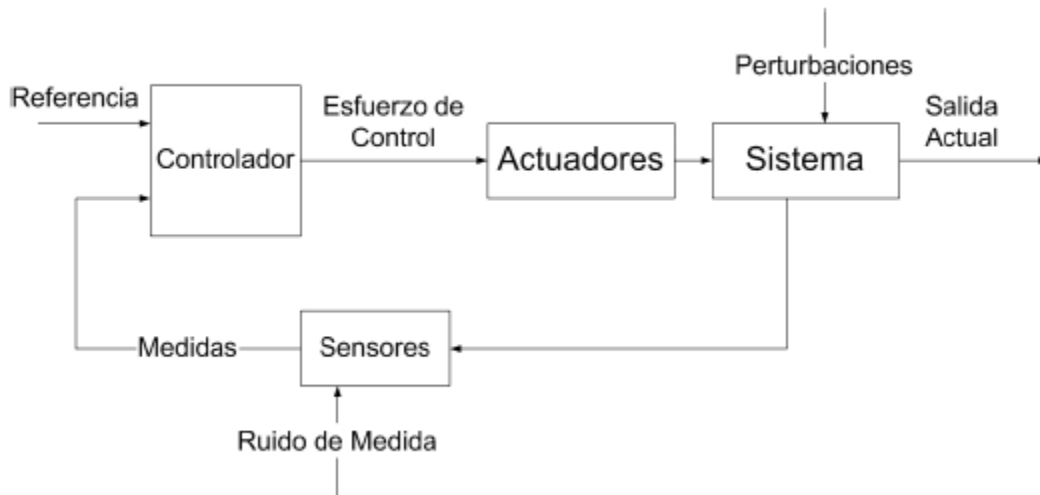 Perturbaciones
Referencia
Esfuerzo de
Control
Salida
Actual
Controlador
Actuadores
Sistema
Medidas
Sensores
Ruido de Medida